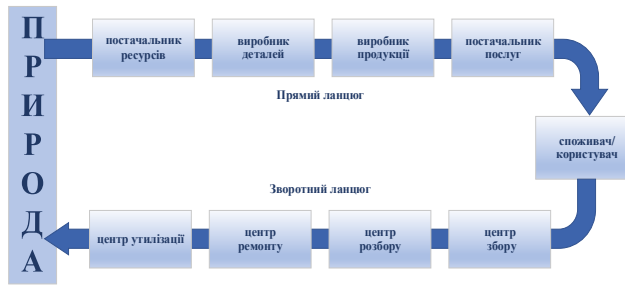 ПРИРОДА
постачальник
ресурсів
виробник
деталей
виробник
продукції
постачальник
послуг
Прямий ланцюг
споживач/
користувач
Зворотний ланцюг
центр утилізації
центр
ремонту
центр
розбору
центр
збору